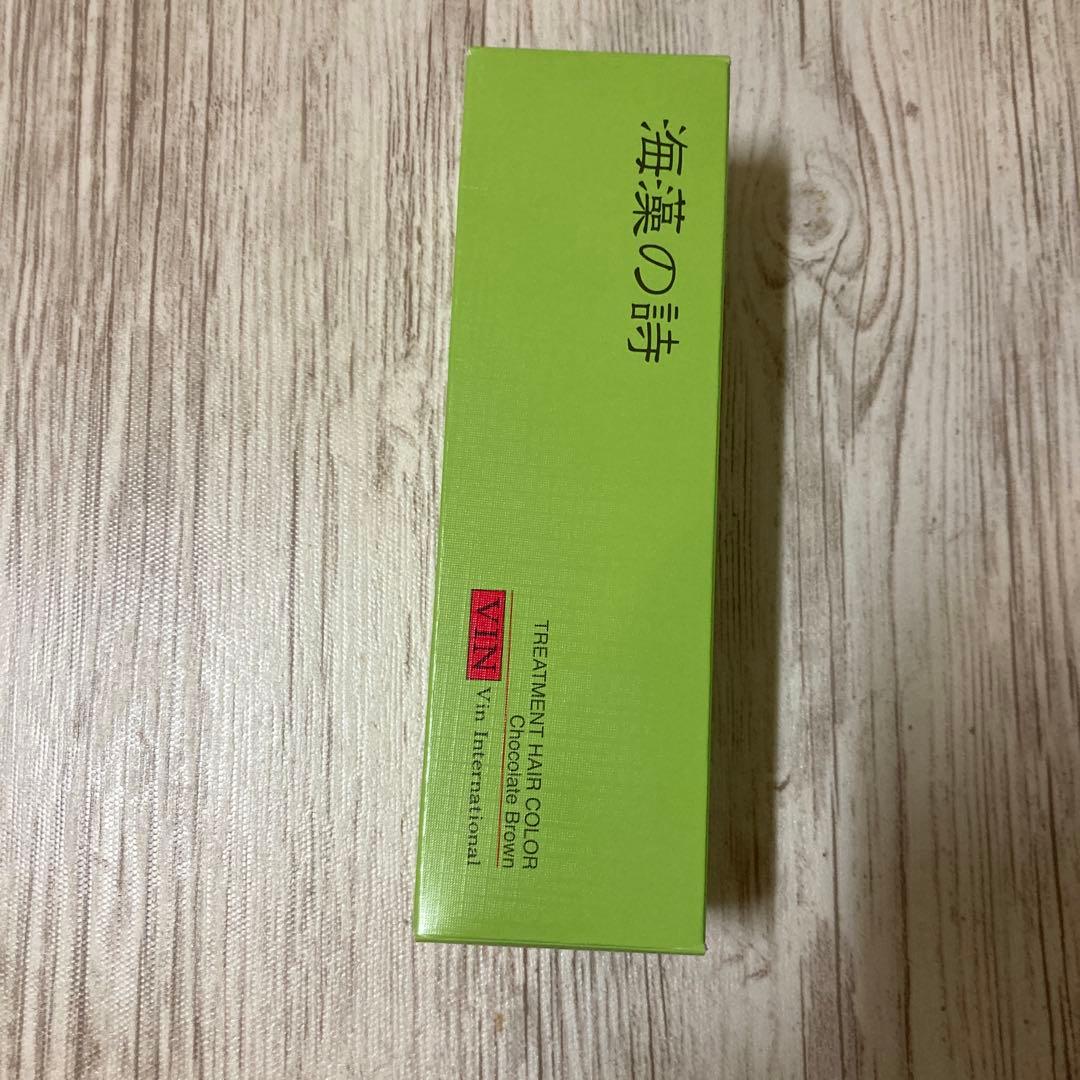 海藻の詩
TREATMENT HAIR COLOR
Chocolate Brown
VIN Vin International